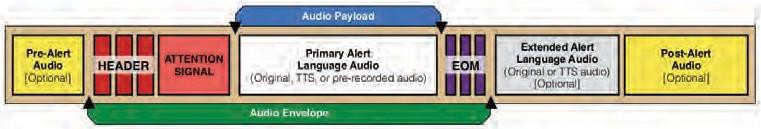 Audio Payload
Pre-Alert
Audio
[Optional]
HEADER
ATTENTION
SIGNAL
Primary Alert
Language Audio
(Original, TTS, or pre-recorded audio)
EOM
Extended Alert
Language Audio
(Original or TTS audio)
[Optional]
Post-Alert
Audio
[Optional]
Audio Envelope